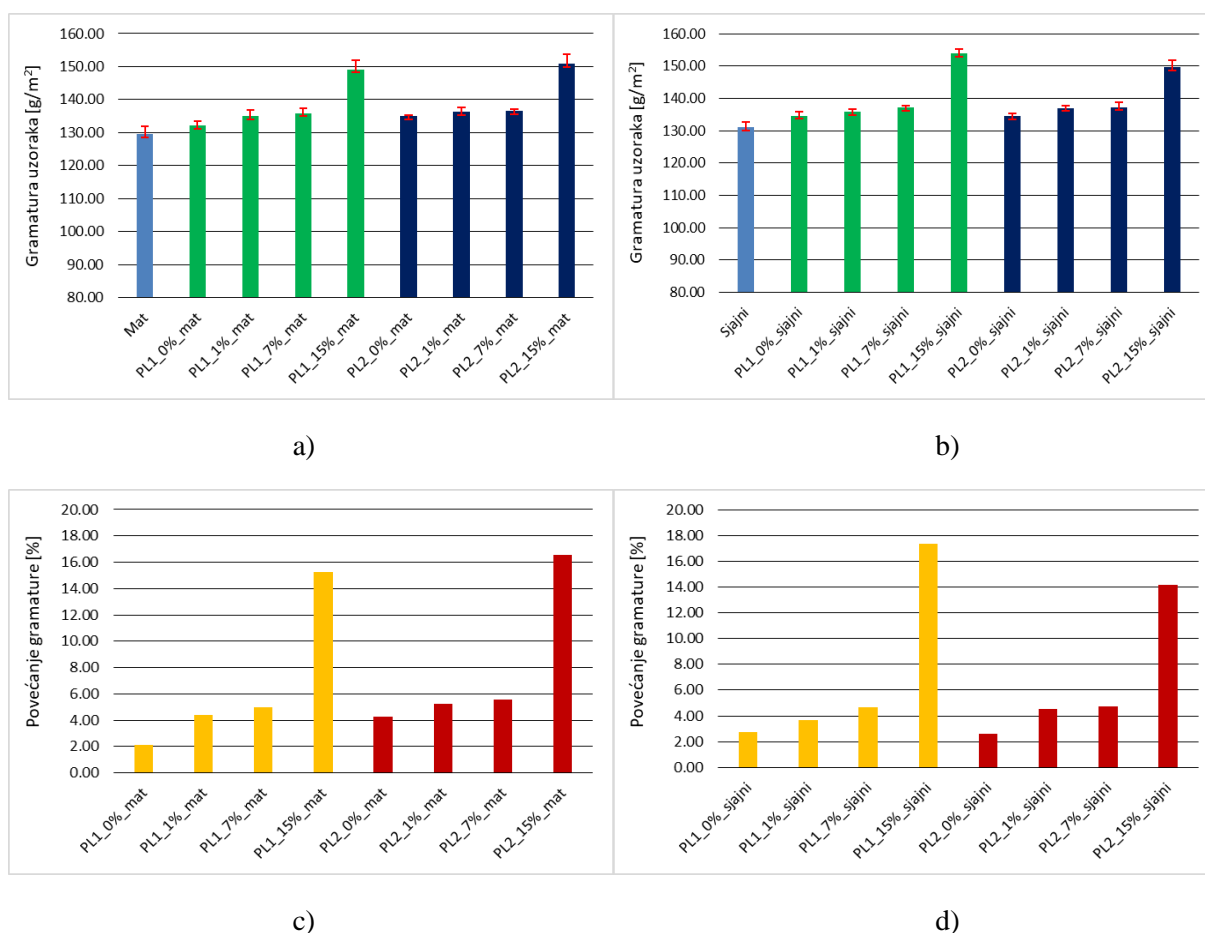 Gramatura uzoraka [g/m²]
160.00
150.00
140.00
130.00
120.00
110.00
100.00
90.00
80.00
Mat
PL1_0%_mat
PL1_1%_mat
PL1_7%_mat
PL1_15%_mat
PL2_0%_mat
PL2_1%_mat
PL2_7%_mat
PL2_15%_mat
a)
Gramatura uzoraka [g/m²]
160.00
150.00
140.00
130.00
120.00
110.00
100.00
90.00
80.00
Sjajni
PL1_0%_sjajni
PL1_1%_sjajni
PL1_7%_sjajni
PL1_15%_sjajni
PL2_0%_sjajni
PL2_1%_sjajni
PL2_7%_sjajni
PL2_15%_sjajni
b)
Povećanje gramature [%]
20.00
18.00
16.00
14.00
12.00
10.00
8.00
6.00
4.00
2.00
0.00
PL1_0%_mat
PL1_1%_mat
PL1_7%_mat
PL1_15%_mat
PL2_0%_mat
PL2_1%_mat
PL2_7%_mat
PL2_15%_mat
c)
Povećanje gramature [%]
20.00
18.00
16.00
14.00
12.00
10.00
8.00
6.00
4.00
2.00
0.00
PL1_0%_sjajni
PL1_1%_sjajni
PL1_7%_sjajni
PL1_15%_sjajni
PL2_0%_sjajni
PL2_1%_sjajni
PL2_7%_sjajni
PL2_15%_sjajni
d)